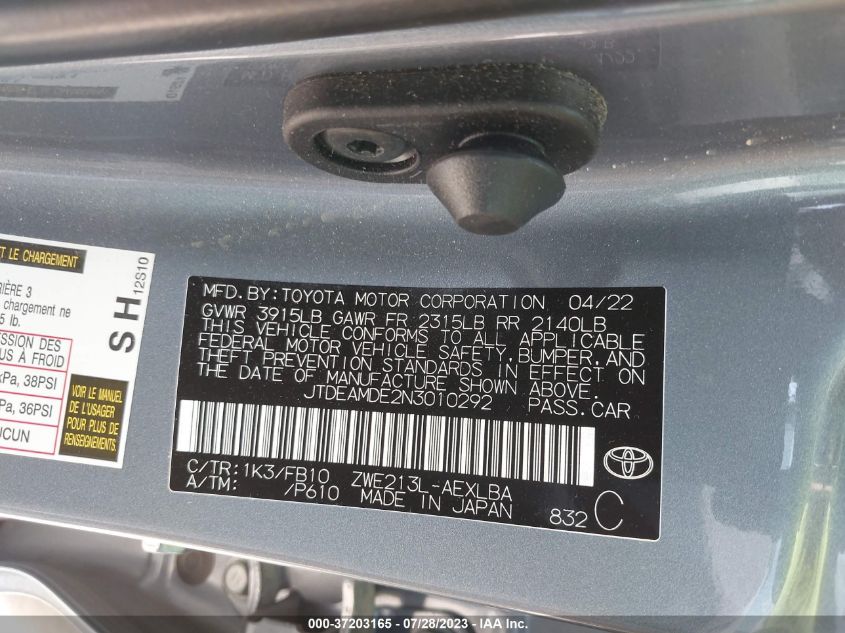 ET LE CHARGEMENT
IÈRE 3
chargement ne
5 lb.
SSION DES
US À FROID
kPa, 38PSI
Pa, 36PSI
UCUN
VOIR LE MANUEL
DE L'USAGER
POUR PLUS DE
RENSEIGNEMENTS
S H 12S10
MFD. BY: TOYOTA MOTOR CORPORATION 04/22
GVWR 3915LB GAWR FR 2315LB RR 2140LB
THIS VEHICLE CONFORMS TO ALL APPLICABLE
FEDERAL MOTOR VEHICLE SAFETY, BUMPER, AND
THEFT PREVENTION STANDARDS IN EFFECT ON
THE DATE OF MANUFACTURE SHOWN ABOVE.
JTDEAMDE2N3010292 PASS. CAR
C/TR: 1K3/FB10 ZWE213L-AEXLBA
A/TM: /P610 MADE IN JAPAN 832 C
000-37203165 - 07/28/2023 - © IAA Inc.